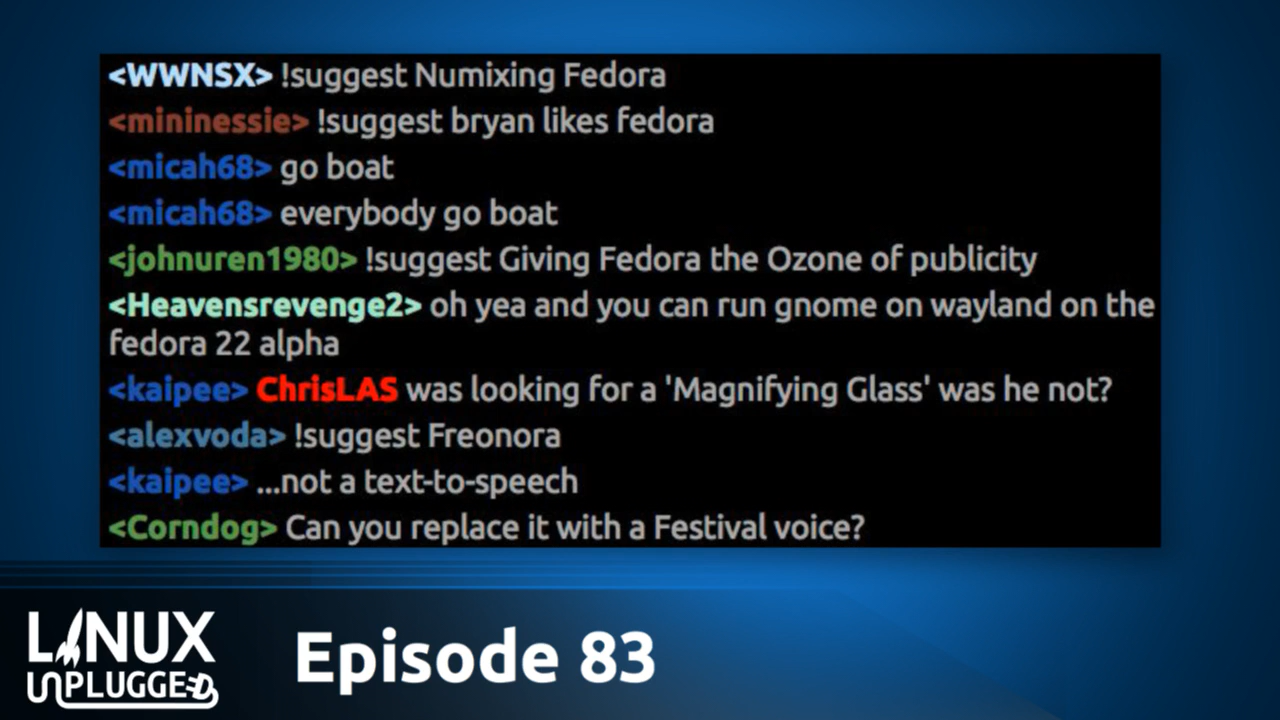 <WWNSX> !suggest Numixing Fedora
<mininessie> !suggest bryan likes fedora
<micah68> go boat
<micah68> everybody go boat
<johnuren1980> !suggest Giving Fedora the Ozone of publicity
<Heavensrevenge2> oh yea and you can run gnome on wayland on the
fedora 22 alpha
<kaipee> ChrisLAS was looking for a 'Magnifying Glass' was he not?
<alexvoda> !suggest Freonora
<kaipee> ...not a text-to-speech
<Corndog> Can you replace it with a Festival voice?
LINUX
UNPLUGGED
Episode 83